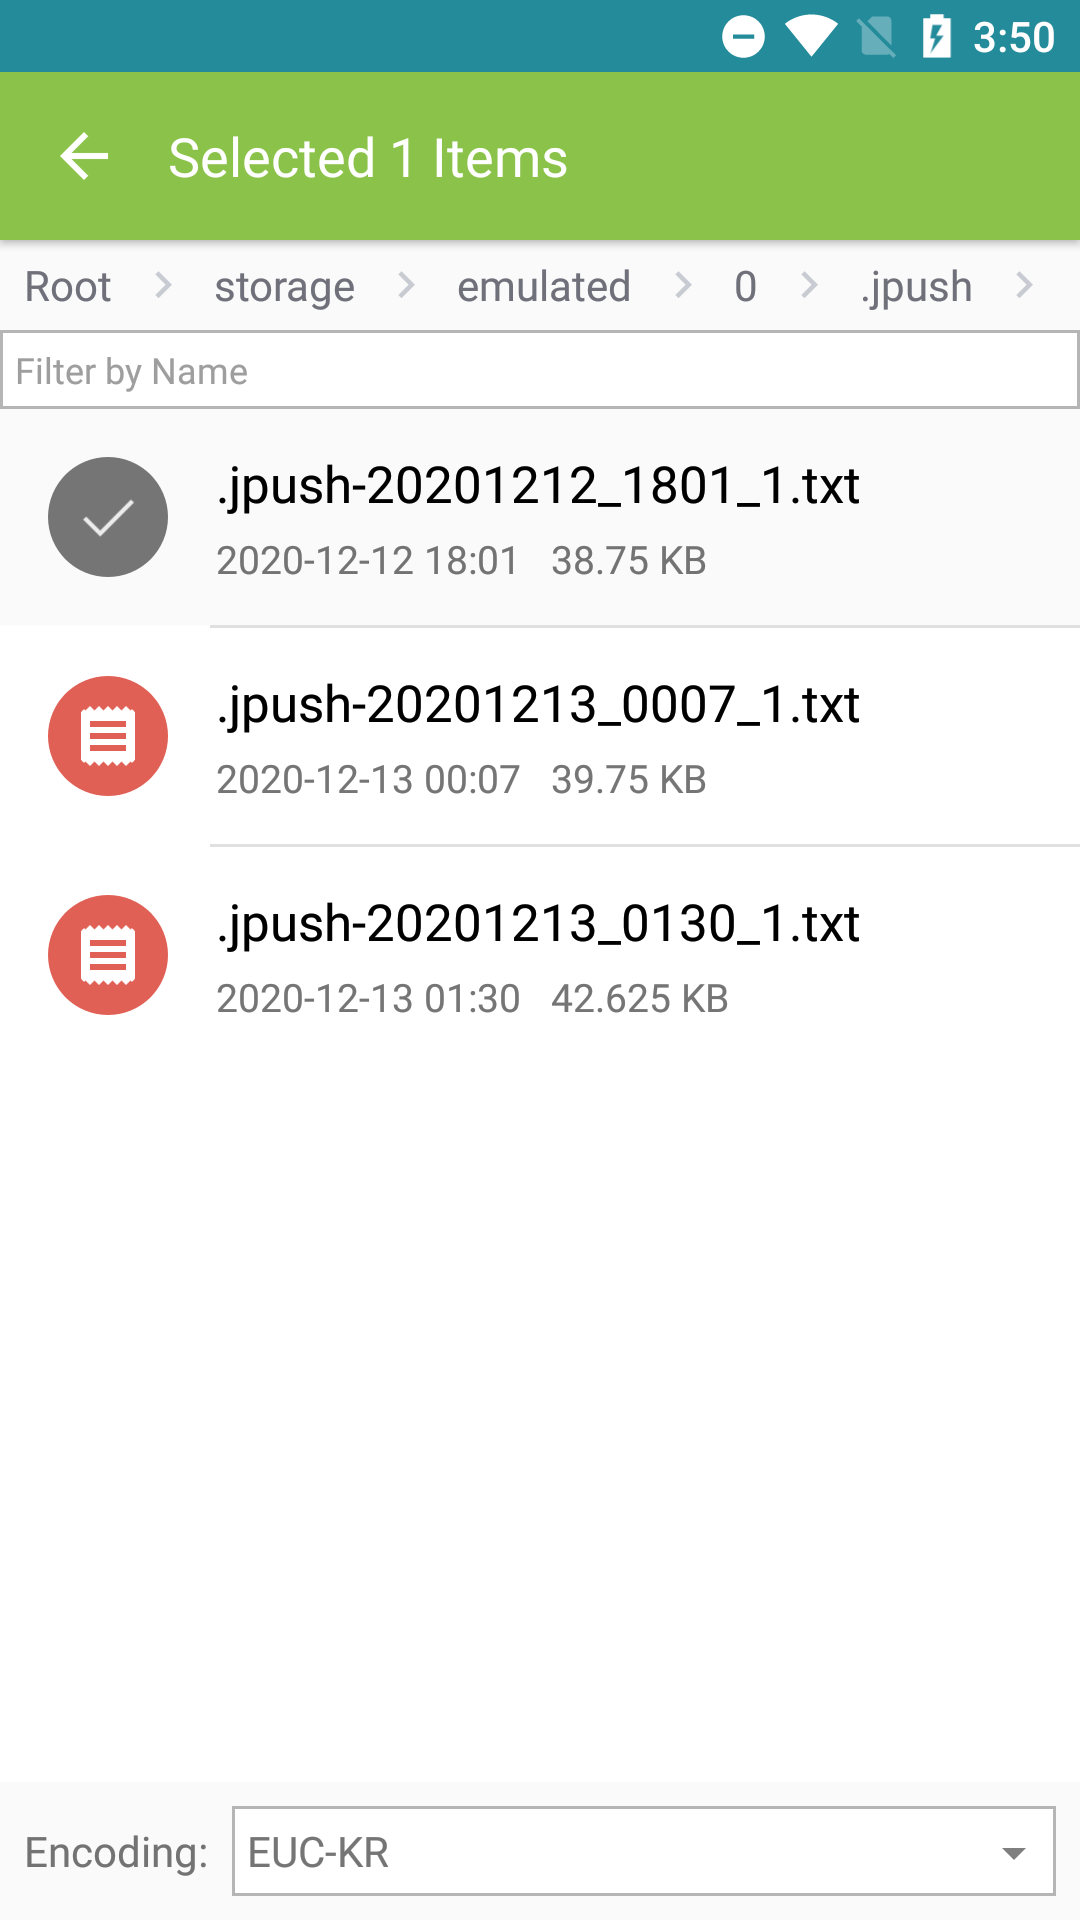 3:50
Selected 1 Items
Root storage emulated 0 .jpush
Filter by Name
.jpush-20201212_1801_1.txt
2020-12-12 18:01 38.75 KB
.jpush-20201213_0007_1.txt
2020-12-13 00:07 39.75 KB
.jpush-20201213_0130_1.txt
2020-12-13 01:30 42.625 KB
Encoding: EUC-KR